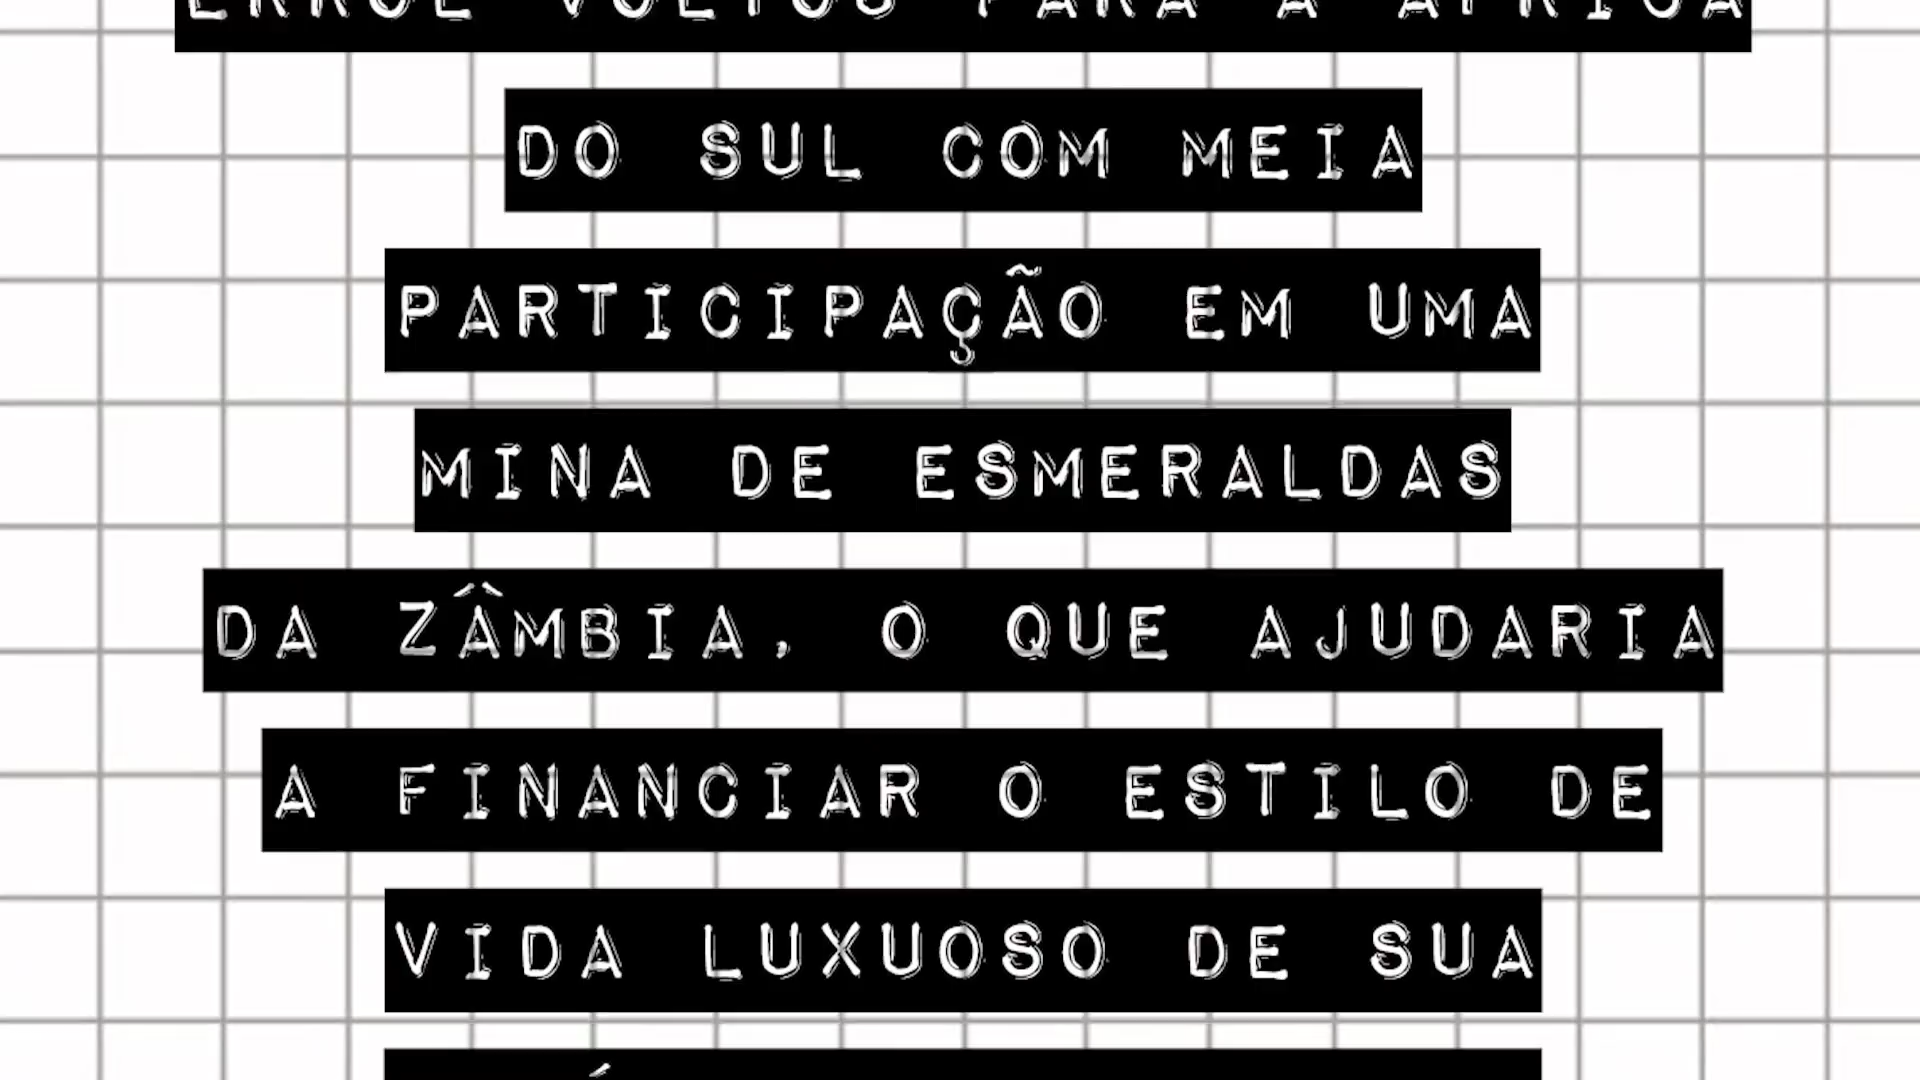 ERROL VOLTOU PARA A ÁFRICA
DO SUL COM MEIA
PARTICIPAÇÃO EM UMA
MINA DE ESMERALDAS
DA ZÂMBIA, O QUE AJUDARIA
A FINANCIAR O ESTILO DE
VIDA LUXUOSO DE SUA